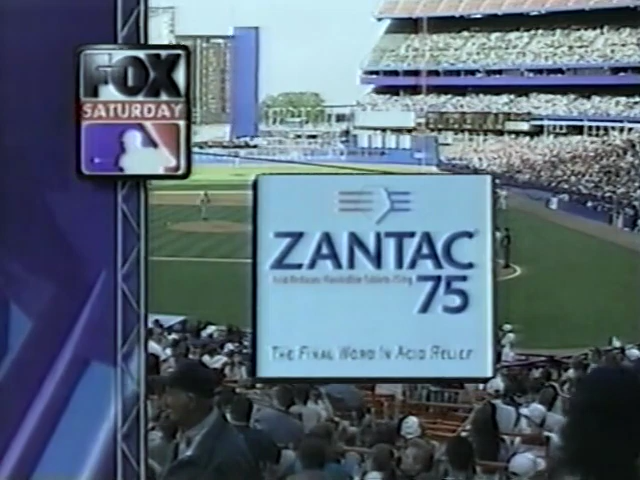 FOX
SATURDAY
ZANTAC
75
THE FINAL WORD IN ACID RELIEF